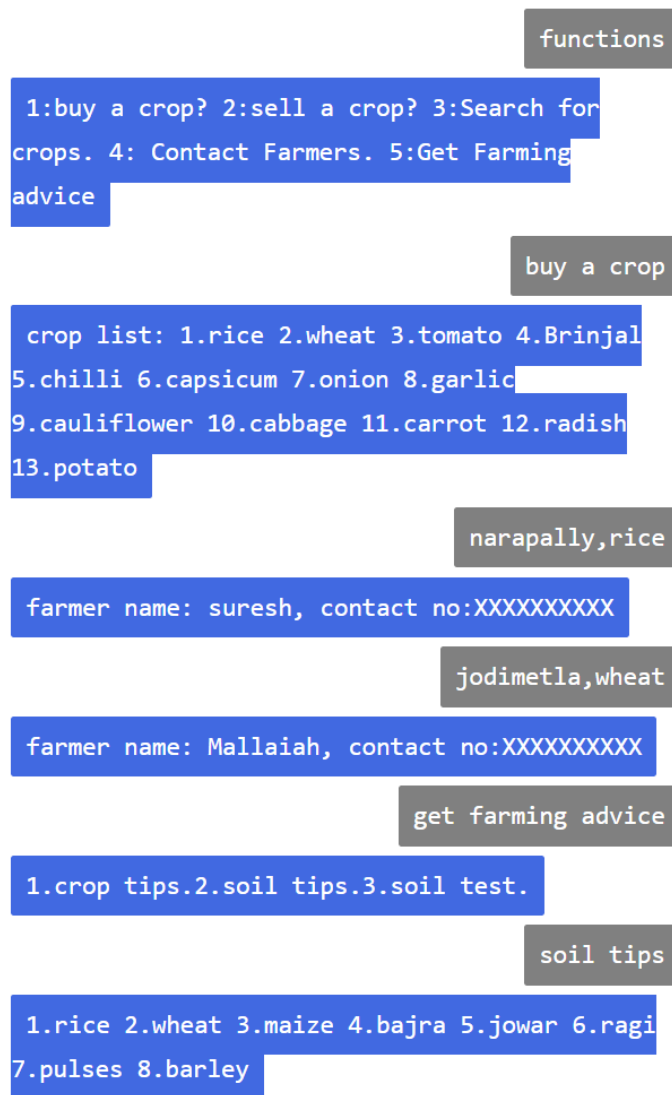 functions
1:buy a crop? 2:sell a crop? 3:Search for
crops. 4: Contact Farmers. 5:Get Farming
advice
buy a crop
crop list: 1.rice 2.wheat 3.tomato 4.Brinjal
5.chilli 6.capsicum 7.onion 8.garlic
9.cauliflower 10.cabbage 11.carrot 12.radish
13.potato
narapally,rice
farmer name: suresh, contact no:XXXXXXXXXX
jodimetla,wheat
farmer name: Mallaiah, contact no:XXXXXXXXXX
get farming advice
1.crop tips.2.soil tips.3.soil test.
soil tips
1.rice 2.wheat 3.maize 4.bajra 5.jowar 6.ragi
7.pulses 8.barley